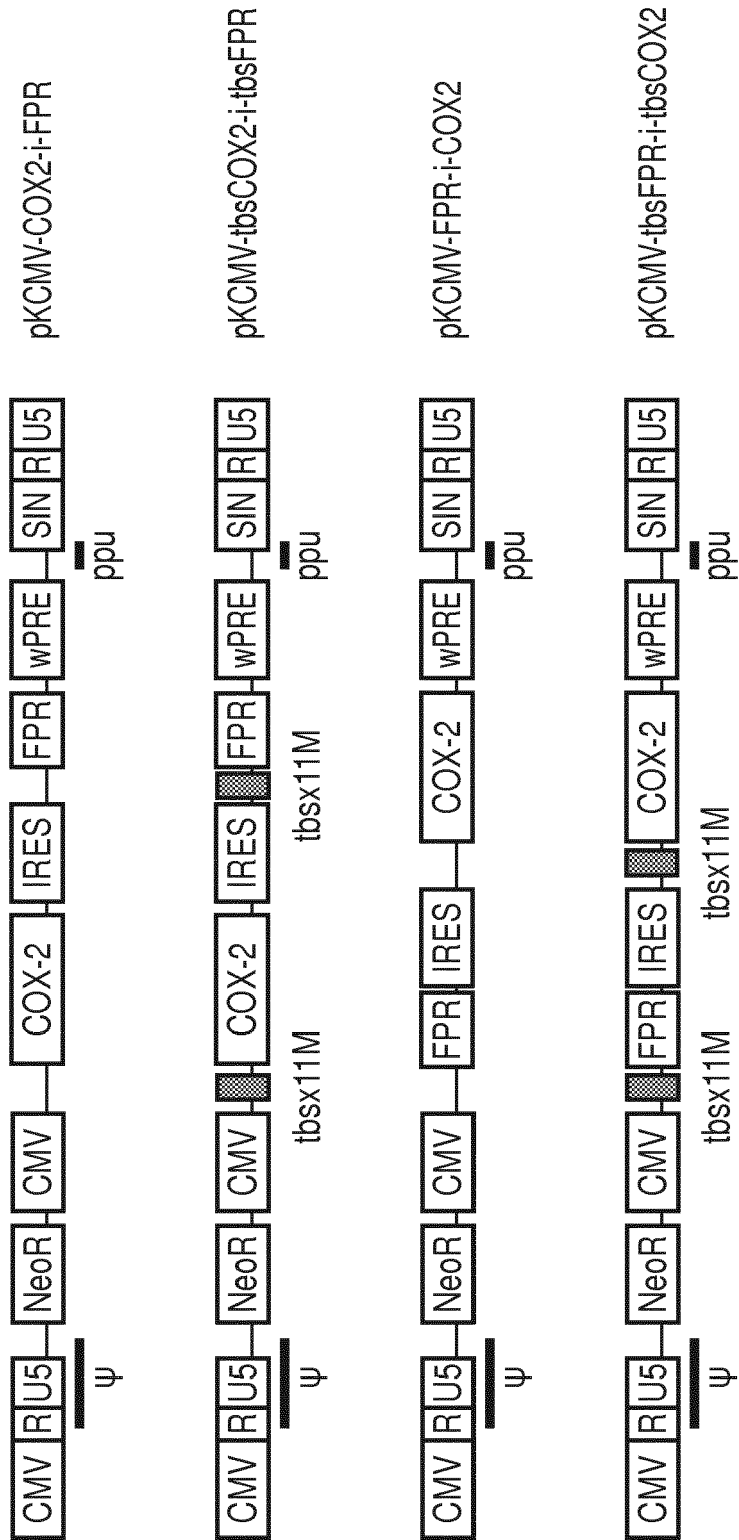 CMV R U5 NeoR CMV COX-2 IRES FPR wPRE SIN R U5 pKCMV-COX2-i-FPR
Ψ ppu
CMV R U5 NeoR CMV COX-2 IRES FPR wPRE SIN R U5 pKCMV-tbsCOX2-i-tbsFPR
Ψ tbsx11M tbsx11M ppu
CMV R U5 NeoR CMV FPR IRES COX-2 wPRE SIN R U5 pKCMV-FPR-i-COX2
Ψ ppu
CMV R U5 NeoR CMV FPR IRES COX-2 wPRE SIN R U5 pKCMV-tbsFPR-i-tbsCOX2
Ψ tbsx11M tbsx11M ppu